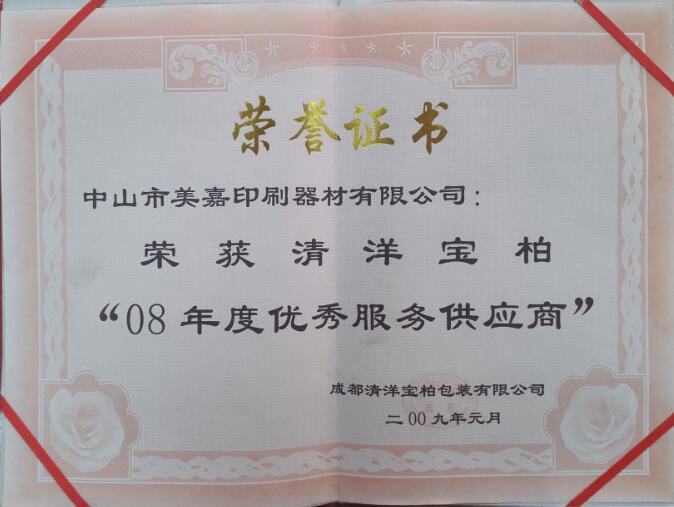 荣誉证书
中山市美嘉印刷器材有限公司：
荣获清洋宝柏
“08年度优秀服务供应商”
成都清洋宝柏包装有限公司
二00九年元月